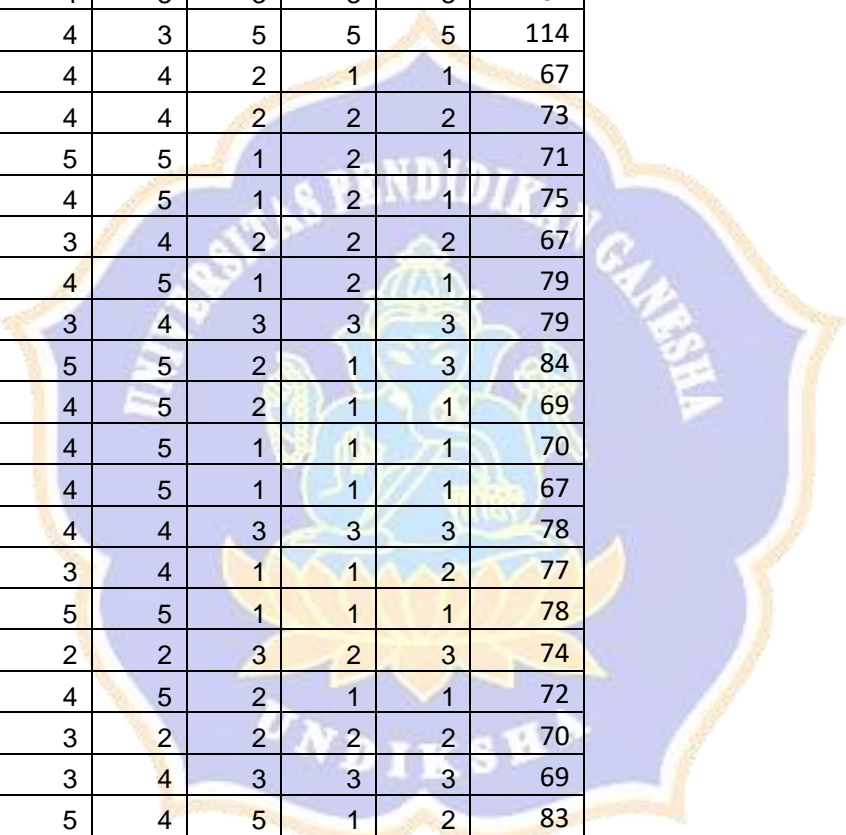 4 3 5 5 5 114
4 4 2 1 1 67
4 4 2 2 2 73
5 5 1 2 1 71
4 5 1 2 1 75
3 4 2 2 2 67
4 5 1 2 1 79
3 4 3 3 3 79
5 5 2 1 3 84
4 5 2 1 1 69
4 5 1 1 1 70
4 5 1 1 1 67
4 4 3 3 3 78
3 4 1 1 2 77
5 5 1 1 1 78
2 2 3 2 3 74
4 5 2 1 1 72
3 2 2 2 2 70
3 4 3 3 3 69
5 4 5 1 2 83
UNIVERSITAS PENDIDIKAN GANESHA
UNDIKSHA